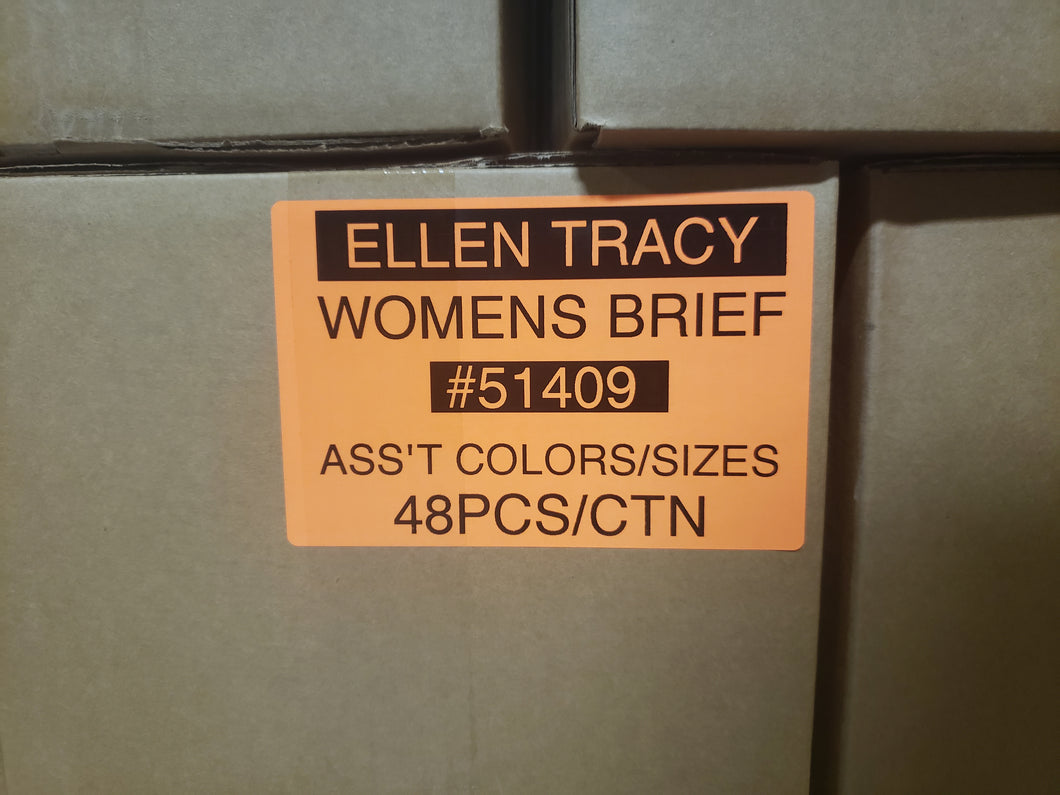 ELLEN TRACY
WOMENS BRIEF
#51409
ASS'T COLORS/SIZES
48PCS/CTN